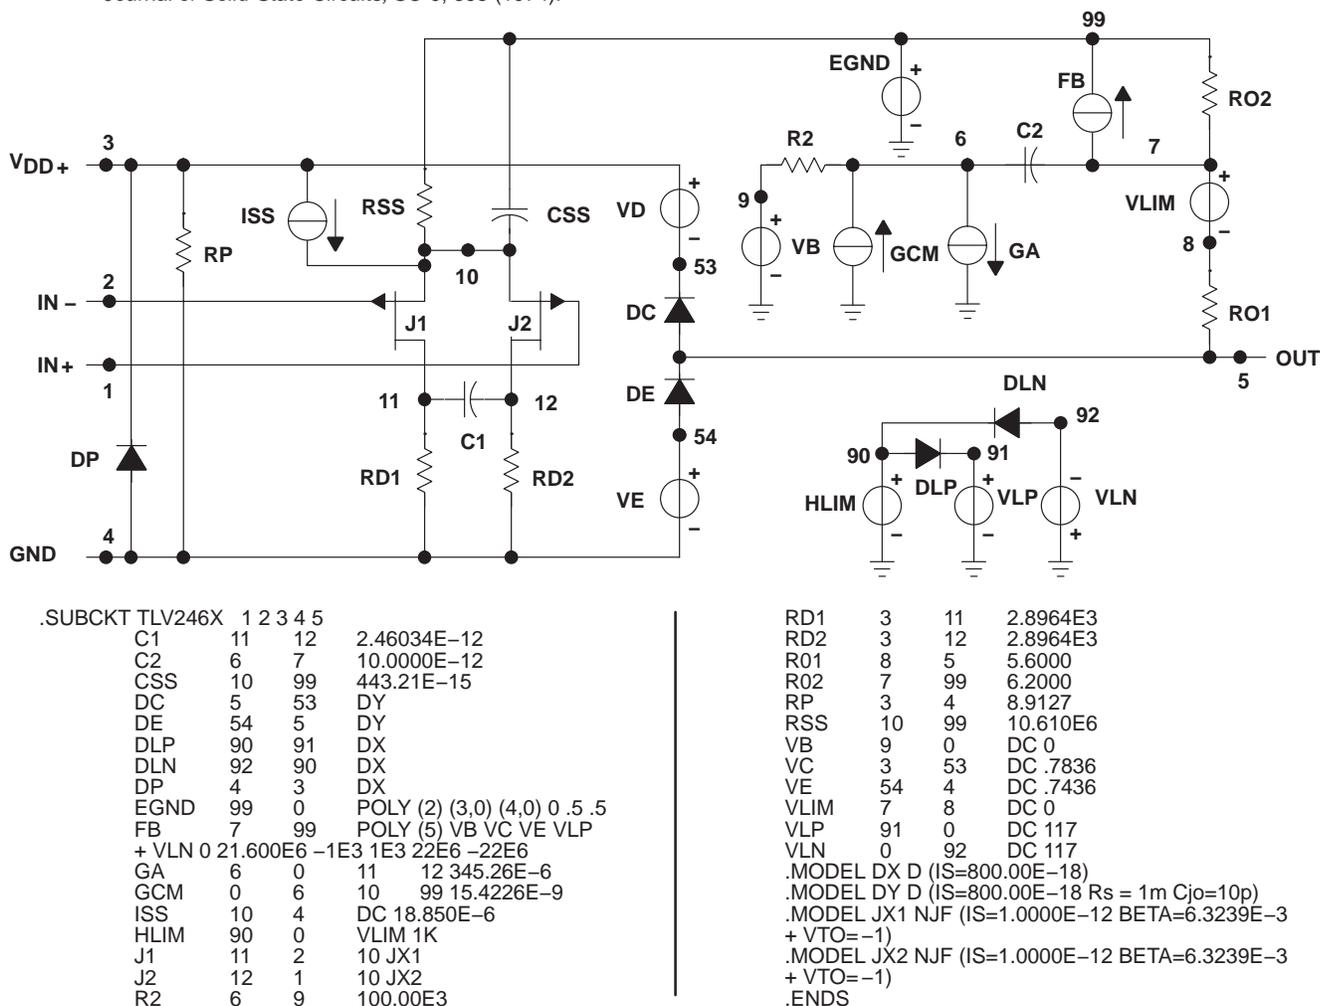 Journal of Solid-State Circuits, SC-9, 353 (1974).
99
EGND
+
FB
RO2
–
3
R2
6
C2
7
VDD+
+
+
RSS
CSS
VD
9
VLIM
ISS
–
RP
+
–
8
VB
GCM
GA
53
10
–
2
IN –
J1
J2
DC
RO1
IN+
1
OUT
5
DE
DLN
11
12
92
C1
54
90
91
DP
RD1
RD2
+
+
DLP
+
–
VE
HLIM
VLP
VLN
–
–
–
+
4
GND
.SUBCKT TLV246X 1 2 3 4 5
C1 11 12 2.46034E–12
C2 6 7 10.0000E–12
CSS 10 99 443.21E–15
DC 5 53 DY
DE 54 5 DY
DLP 90 91 DX
DLN 92 90 DX
DP 4 3 DX
EGND 99 0 POLY (2) (3,0) (4,0) 0 .5 .5
FB 7 99 POLY (5) VB VC VE VLP
+ VLN 0 21.600E6 –1E3 1E3 22E6 –22E6
GA 6 0 11 12 345.26E–6
GCM 0 6 10 99 15.4226E–9
ISS 10 4 DC 18.850E–6
HLIM 90 0 VLIM 1K
J1 11 2 10 JX1
J2 12 1 10 JX2
R2 6 9 100.00E3
RD1 3 11 2.8964E3
RD2 3 12 2.8964E3
R01 8 5 5.6000
R02 7 99 6.2000
RP 3 4 8.9127
RSS 10 99 10.610E6
VB 9 0 DC 0
VC 3 53 DC .7836
VE 54 4 DC .7436
VLIM 7 8 DC 0
VLP 91 0 DC 117
VLN 0 92 DC 117
.MODEL DX D (IS=800.00E–18)
.MODEL DY D (IS=800.00E–18 Rs = 1m Cjo=10p)
.MODEL JX1 NJF (IS=1.0000E–12 BETA=6.3239E–3
+ VTO=–1)
.MODEL JX2 NJF (IS=1.0000E–12 BETA=6.3239E–3
+ VTO=–1)
.ENDS